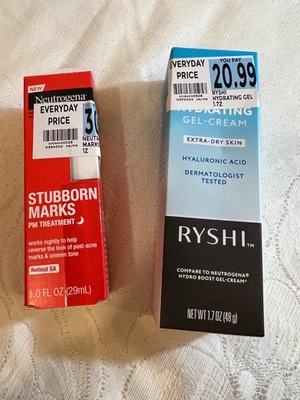 NEW
Neutrogena
EVERYDAY
PRICE
STUBBORN
MARKS
PM TREATMENT
works nightly to help
reverse the look of post-acne
marks & uneven tone
Retinol SA
1.0 FL OZ (29mL)
EVERYDAY
PRICE
YOU PAY
20.99
RYSHI
HYDRATING GEL
1.7Z
HYDRATING
GEL-CREAM
EXTRA-DRY SKIN
HYALURONIC ACID
DERMATOLOGIST
TESTED
RYSHI™
COMPARE TO NEUTROGENA®
HYDRO BOOST GEL-CREAM*
NET WT 1.7 OZ (48g)